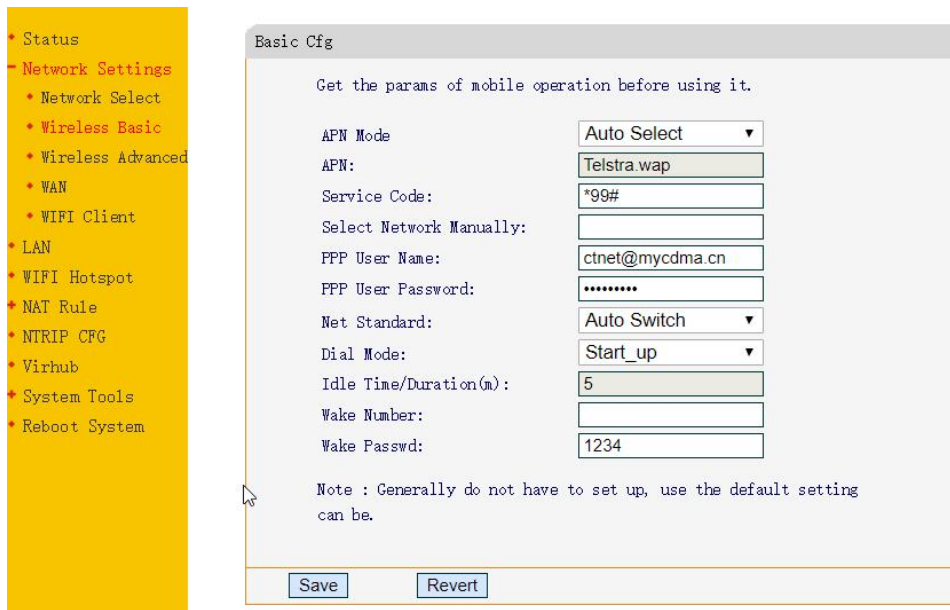 Status
Network Settings
Network Select
Wireless Basic
Wireless Advanced
WAN
WIFI Client
LAN
WIFI Hotspot
NAT Rule
NTRIP CFG
Virhub
System Tools
Reboot System
Basic Cfg
Get the params of mobile operation before using it.
APN Mode Auto Select
APN: Telstra.wap
Service Code: *99#
Select Network Manually:
PPP User Name: ctnet@mycdma.cn
PPP User Password: •••••••••
Net Standard: Auto Switch
Dial Mode: Start_up
Idle Time/Duration(m): 5
Wake Number:
Wake Passwd: 1234
Note : Generally do not have to set up, use the default setting
can be.
Save Revert